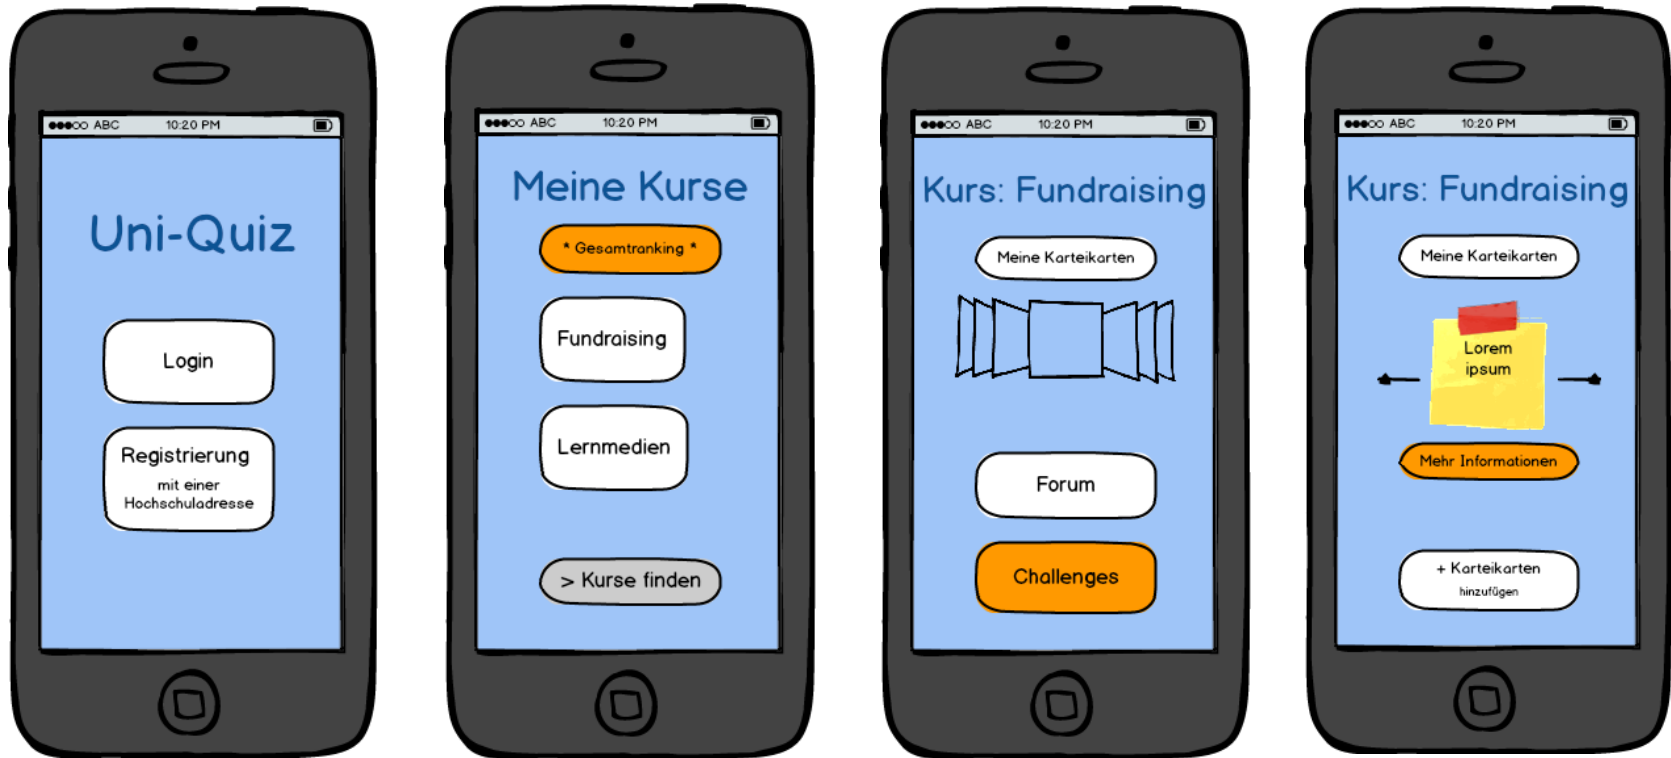 ABC 10:20 PM
Uni-Quiz
Login
Registrierung
mit einer
Hochschuladresse
ABC 10:20 PM
Meine Kurse
* Gesamtranking *
Fundraising
Lernmedien
> Kurse finden
ABC 10:20 PM
Kurs: Fundraising
Meine Karteikarten
Forum
Challenges
ABC 10:20 PM
Kurs: Fundraising
Meine Karteikarten
Lorem
ipsum
Mehr Informationen
+ Karteikarten
hinzufügen